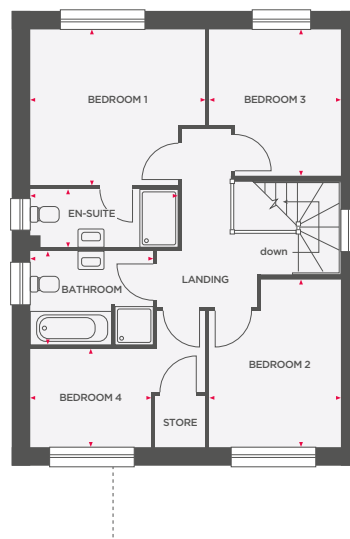 BEDROOM 1
BEDROOM 3
EN-SUITE
down
LANDING
BATHROOM
BEDROOM 2
BEDROOM 4
STORE